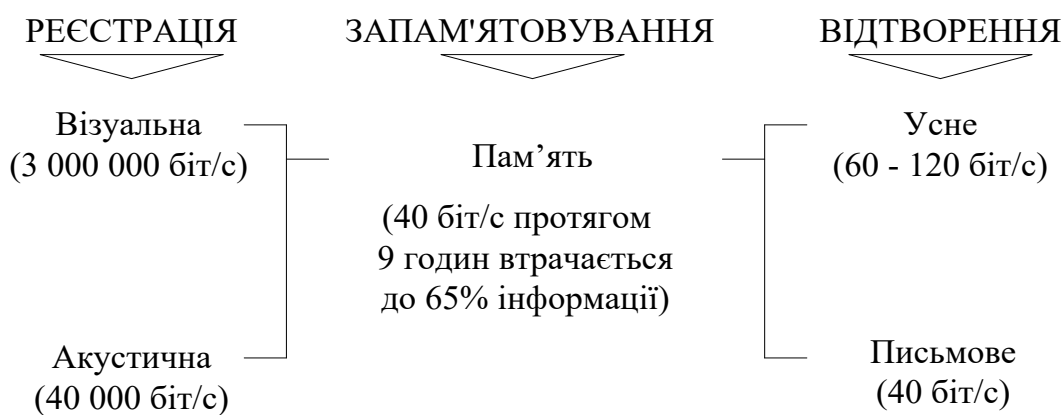 РЕЄСТРАЦІЯ
ЗАПАМ'ЯТОВУВАННЯ
ВІДТВОРЕННЯ
Візуальна
(3 000 000 біт/с)
Акустична
(40 000 біт/с)
Пам’ять
(40 біт/с протягом
9 годин втрачається
до 65% інформації)
Усне
(60 - 120 біт/с)
Письмове
(40 біт/с)